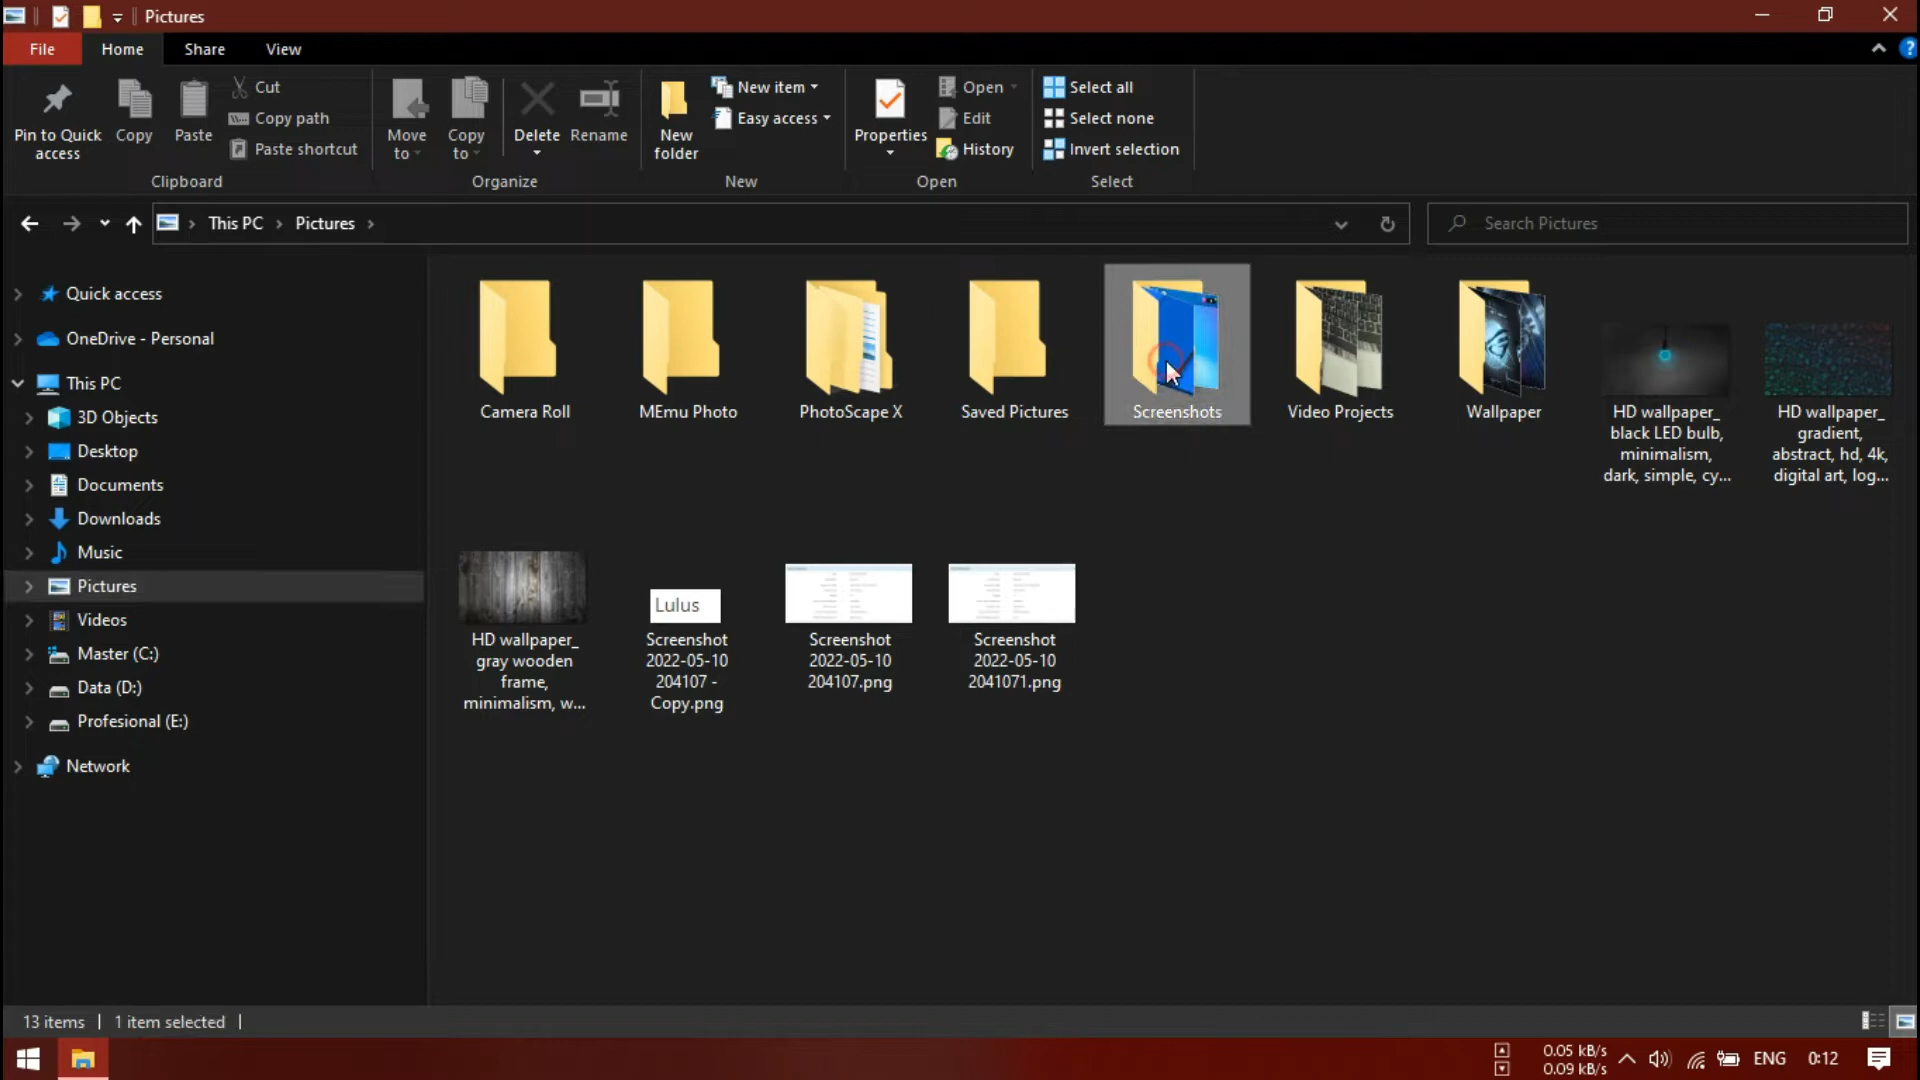 Pictures
File
Home
Share
View
Pin to Quick
access
Copy
Paste
Cut
Copy path
Paste shortcut
Clipboard
Move
to
Copy
to
Delete
Rename
Organize
New
folder
New item
Easy access
New
Properties
Open
Edit
History
Open
Select all
Select none
Invert selection
Select
This PC
Pictures
Search Pictures
Quick access
OneDrive - Personal
This PC
3D Objects
Desktop
Documents
Downloads
Music
Pictures
Videos
Master (C:)
Data (D:)
Profesional (E:)
Network
Camera Roll
MEmu Photo
PhotoScape X
Saved Pictures
Screenshots
Video Projects
Wallpaper
HD wallpaper_
black LED bulb,
minimalism,
dark, simple, cy...
HD wallpaper_
gradient,
abstract, hd, 4k,
digital art, log...
HD wallpaper_
gray wooden
frame,
minimalism, w...
Lulus
Screenshot
2022-05-10
204107 -
Copy.png
Screenshot
2022-05-10
204107.png
Screenshot
2022-05-10
2041071.png
13 items
1 item selected
0.05 kB/s
0.09 kB/s
ENG
0:12